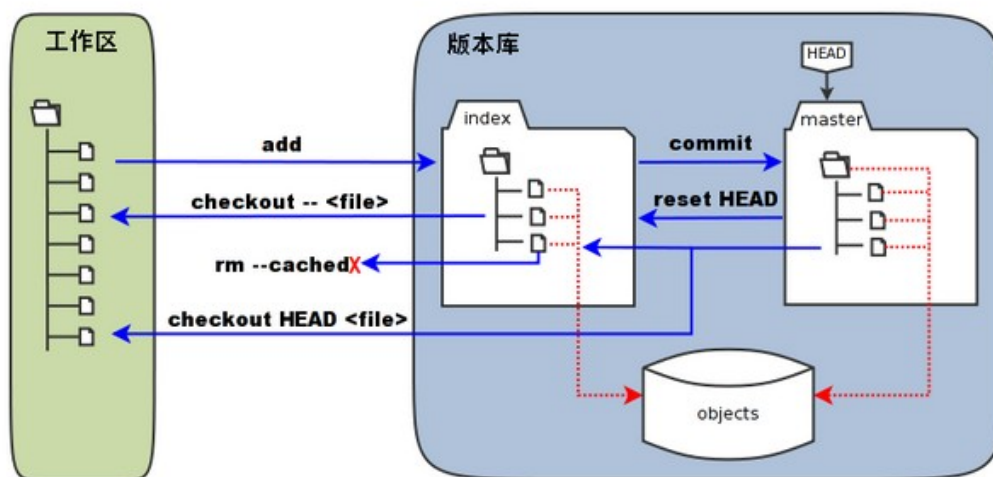 工作区
版本库
HEAD
index
master
add
commit
checkout -- <file>
reset HEAD
rm --cachedX
checkout HEAD <file>
objects